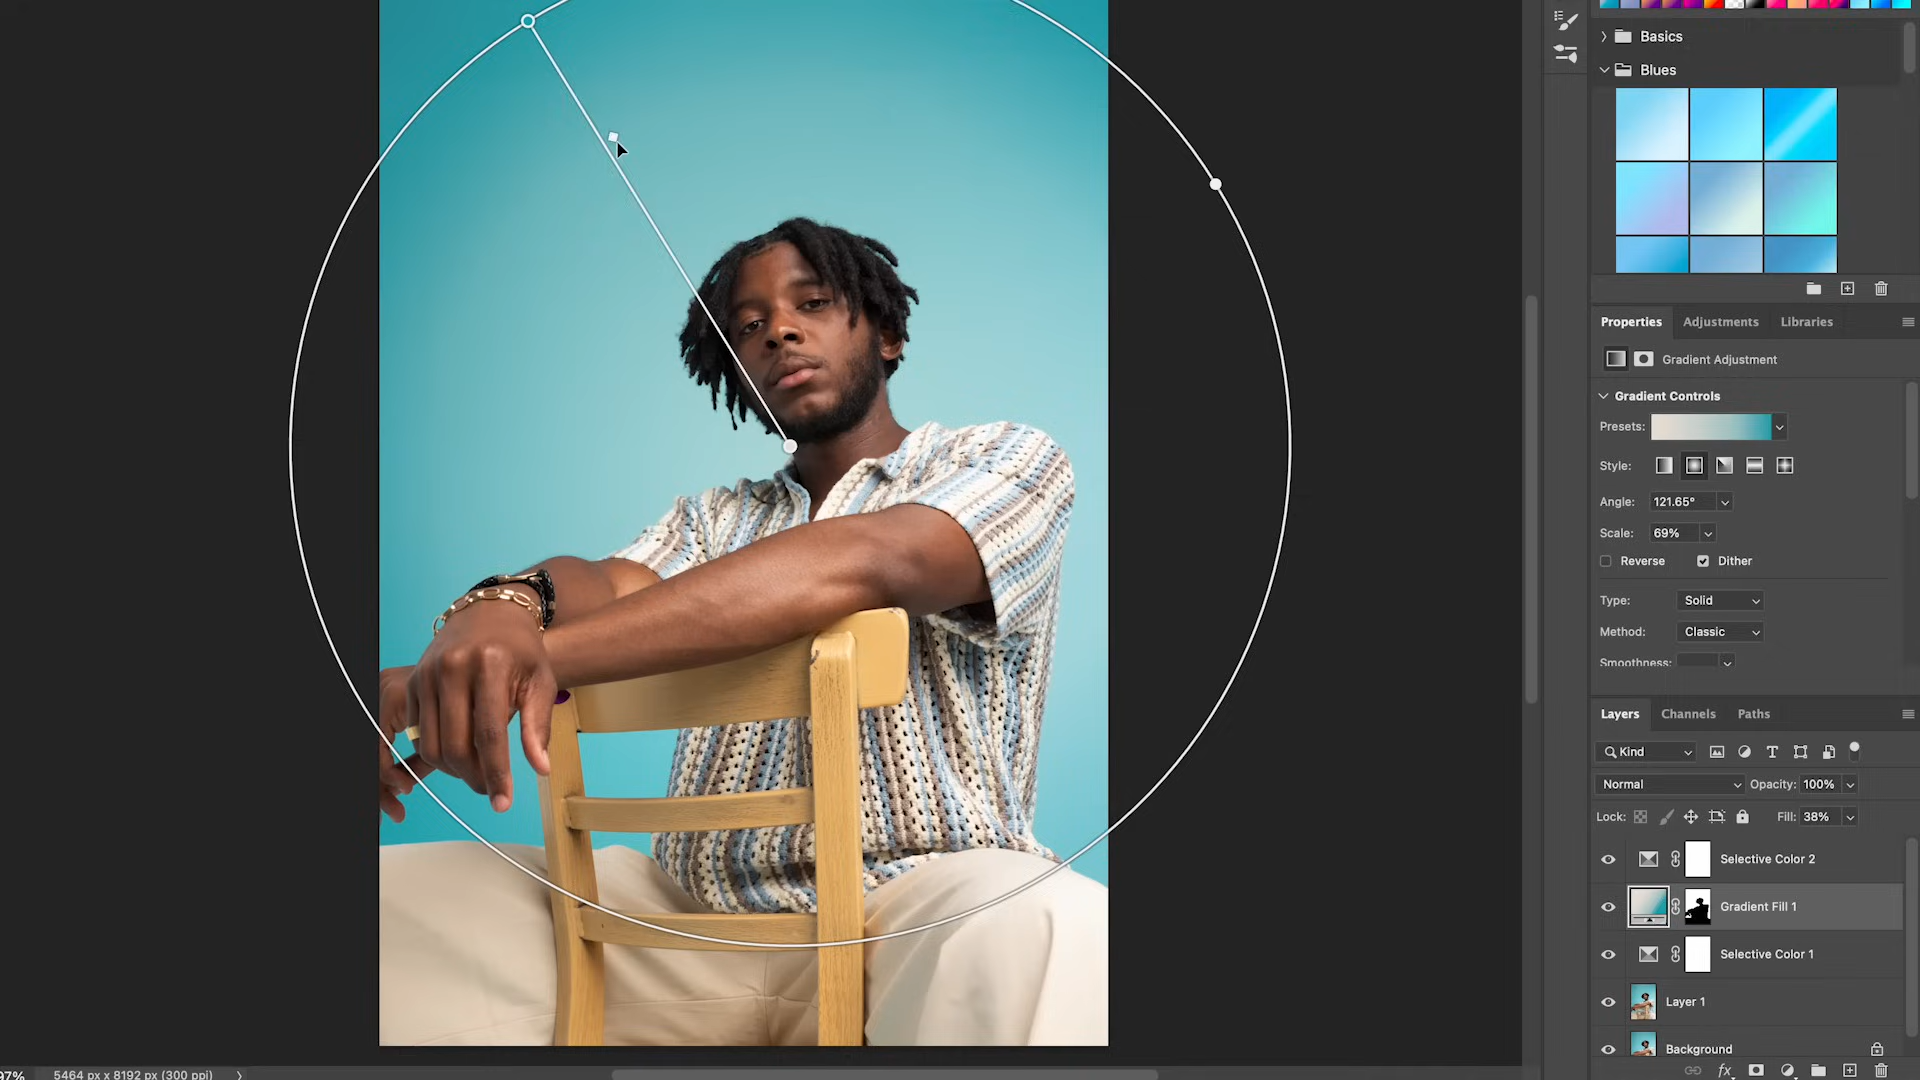 Basics
Blues
Properties Adjustments Libraries
Gradient Adjustment
Gradient Controls
Presets:
Style:
Angle: 121.65°
Scale: 69%
Reverse Dither
Type: Solid
Method: Classic
Smoothness:
Layers Channels Paths
Kind
Normal Opacity: 100%
Lock: Fill: 38%
Selective Color 2
Gradient Fill 1
Selective Color 1
Layer 1
Background
fx
97% 5464 px x 8192 px (300 ppi)